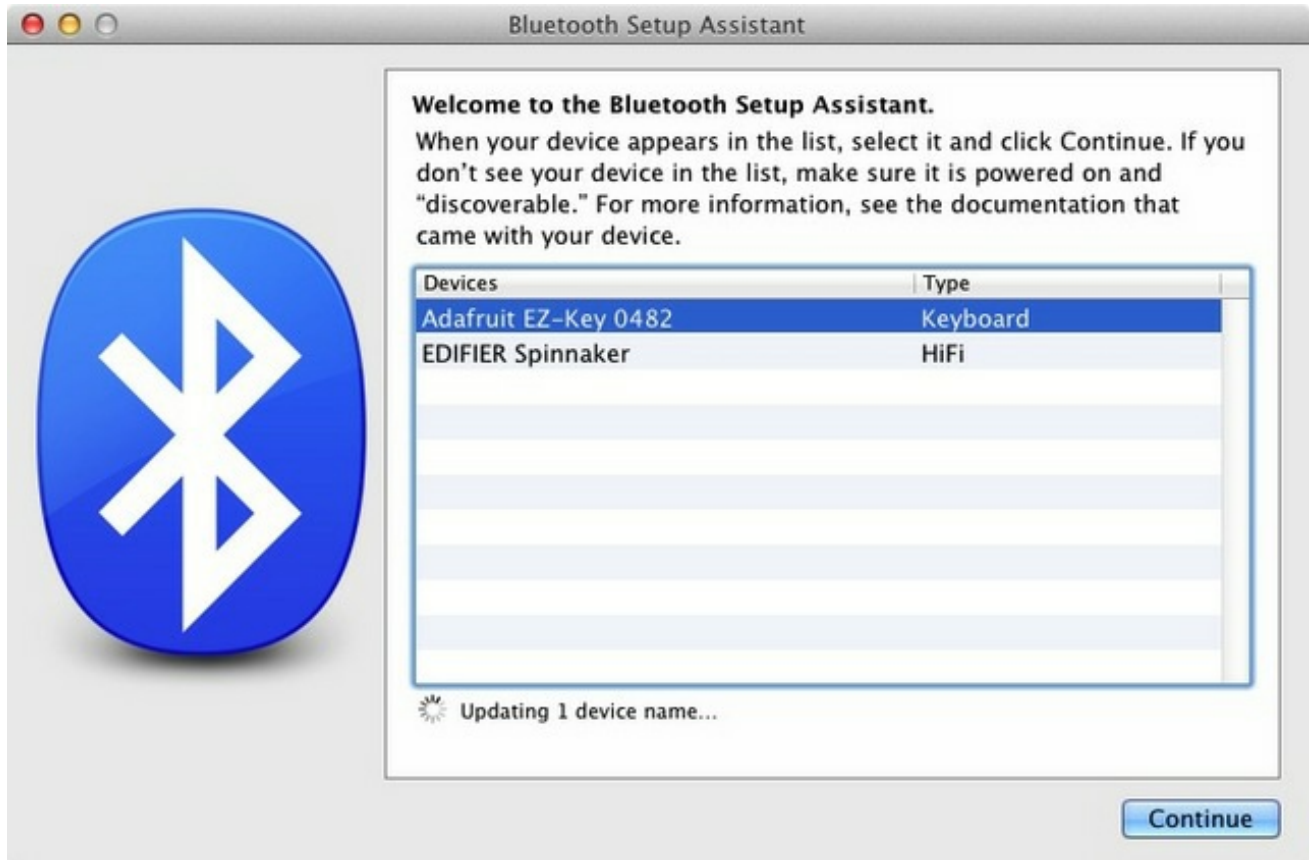 Bluetooth Setup Assistant
Welcome to the Bluetooth Setup Assistant.
When your device appears in the list, select it and click Continue. If you
don’t see your device in the list, make sure it is powered on and
“discoverable.” For more information, see the documentation that
came with your device.
Devices Type
Adafruit EZ-Key 0482 Keyboard
EDIFIER Spinnaker HiFi
Updating 1 device name...
Continue